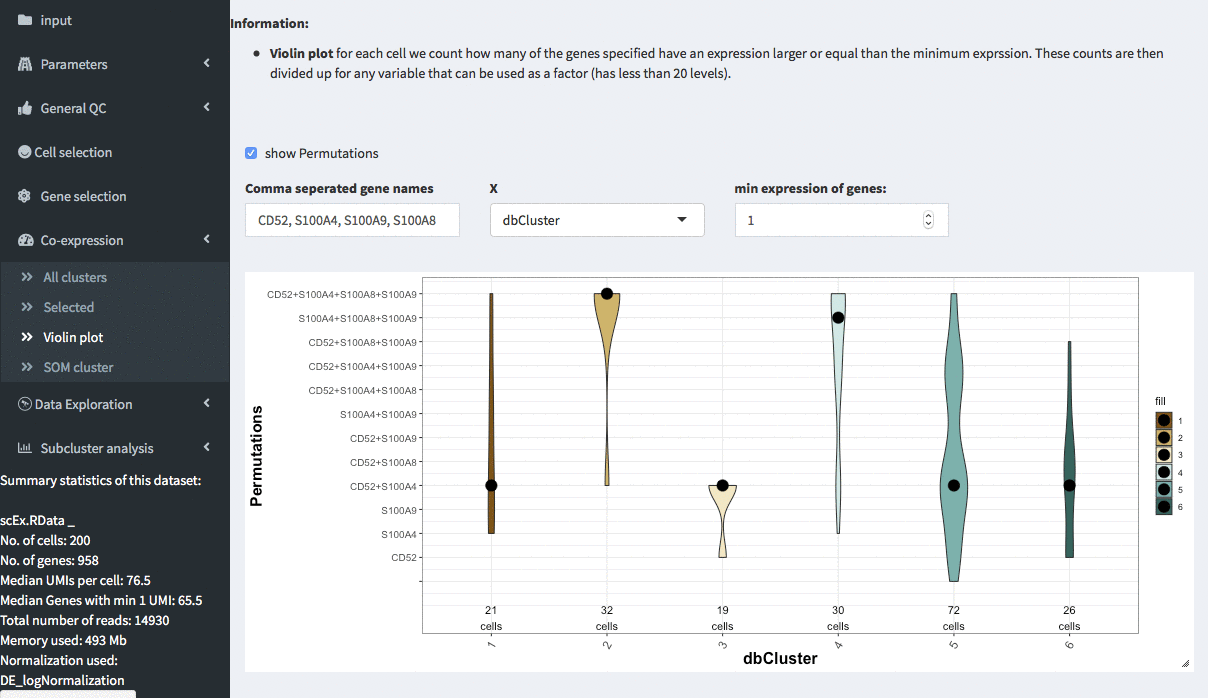 input
Parameters
General QC
Cell selection
Gene selection
Co-expression
All clusters
Selected
Violin plot
SOM cluster
Data Exploration
Subcluster analysis
Summary statistics of this dataset:
scEx.RData _
No. of cells: 200
No. of genes: 958
Median UMIs per cell: 76.5
Median Genes with min 1 UMI: 65.5
Total number of reads: 14930
Memory used: 493 Mb
Normalization used:
DE_logNormalization
Information:
Violin plot for each cell we count how many of the genes specified have an expression larger or equal than the minimum exprssion. These counts are then
divided up for any variable that can be used as a factor (has less than 20 levels).
show Permutations
Comma seperated gene names
X
min expression of genes:
CD52, S100A4, S100A9, S100A8
dbCluster
1
Permutations
CD52+S100A4+S100A8+S100A9
S100A4+S100A8+S100A9
CD52+S100A8+S100A9
CD52+S100A4+S100A9
CD52+S100A4+S100A8
S100A4+S100A9
CD52+S100A9
CD52+S100A8
CD52+S100A4
S100A9
S100A4
CD52
21 32 19 30 72 26
cells cells cells cells cells cells
1 2 3 4 5 6
dbCluster
fill
1
2
3
4
5
6